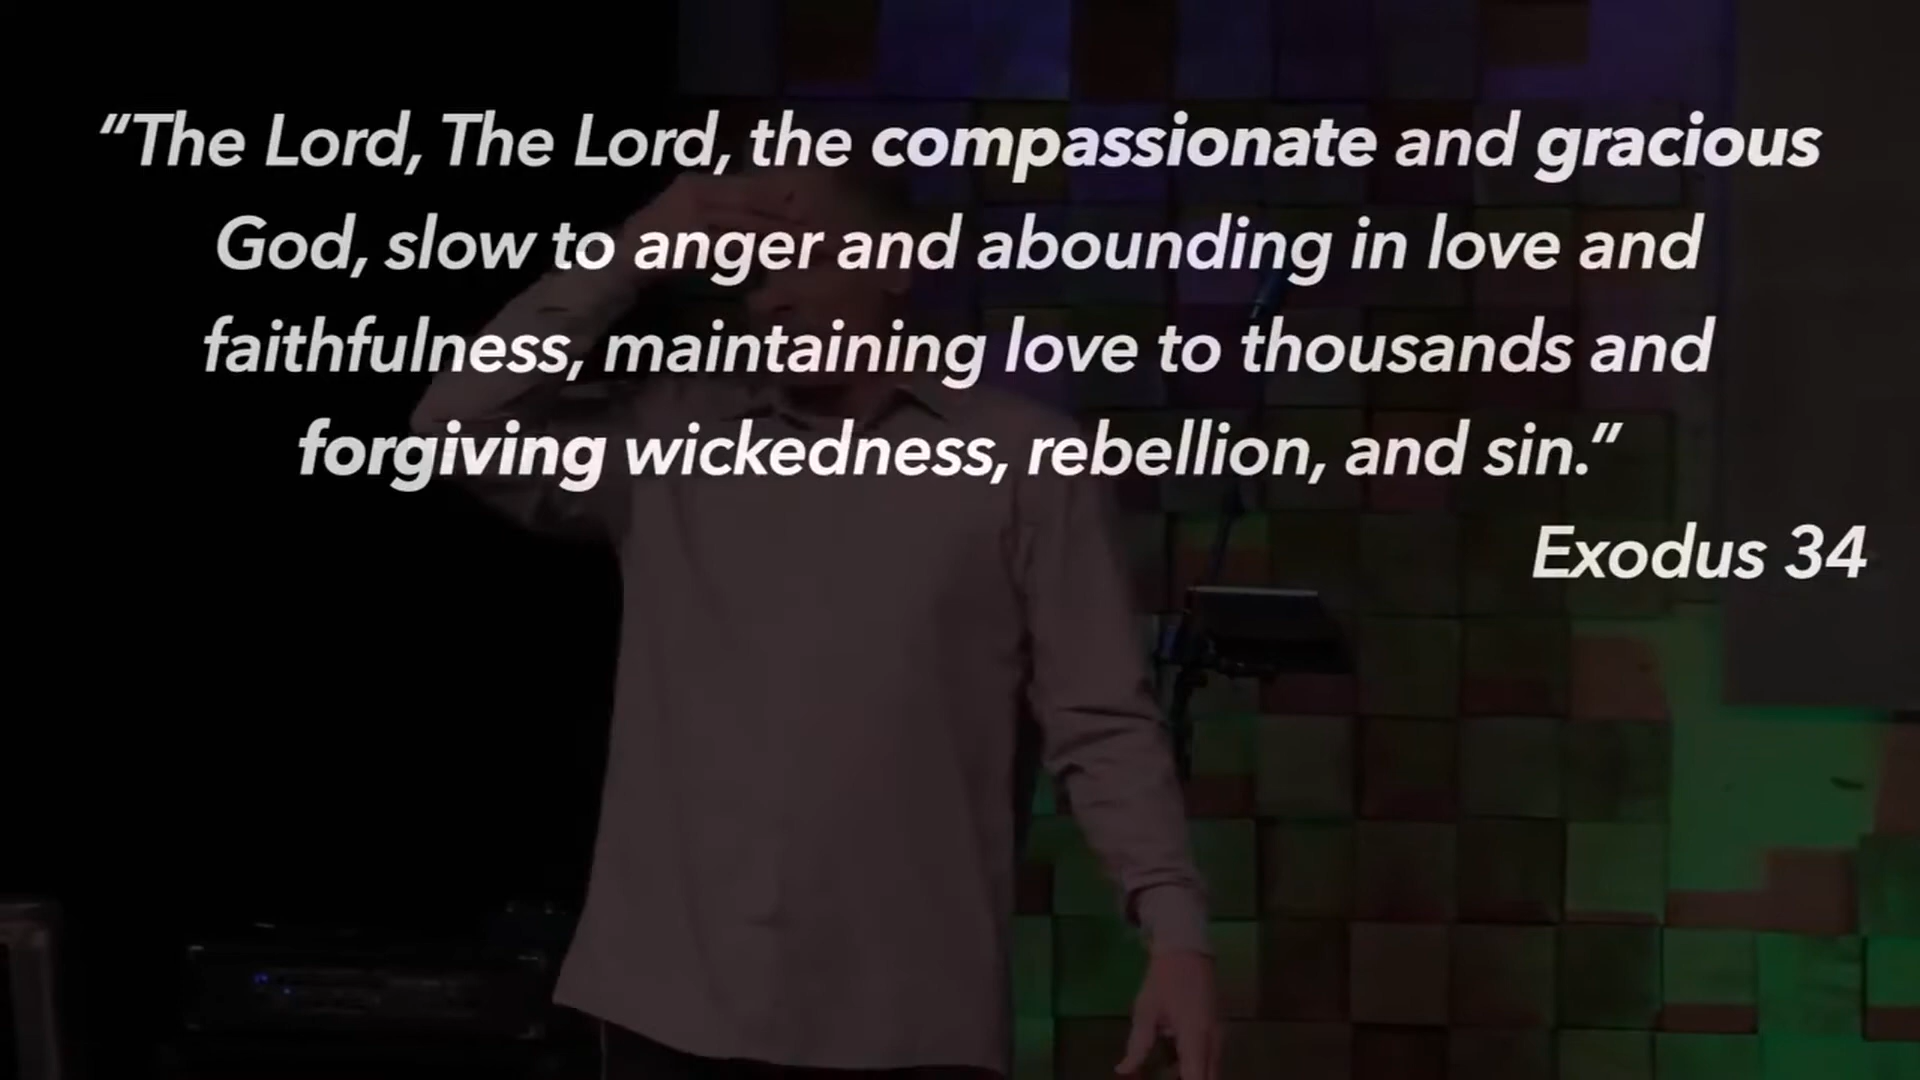 “The Lord, The Lord, the compassionate and gracious
God, slow to anger and abounding in love and
faithfulness, maintaining love to thousands and
forgiving wickedness, rebellion, and sin.”
Exodus 34